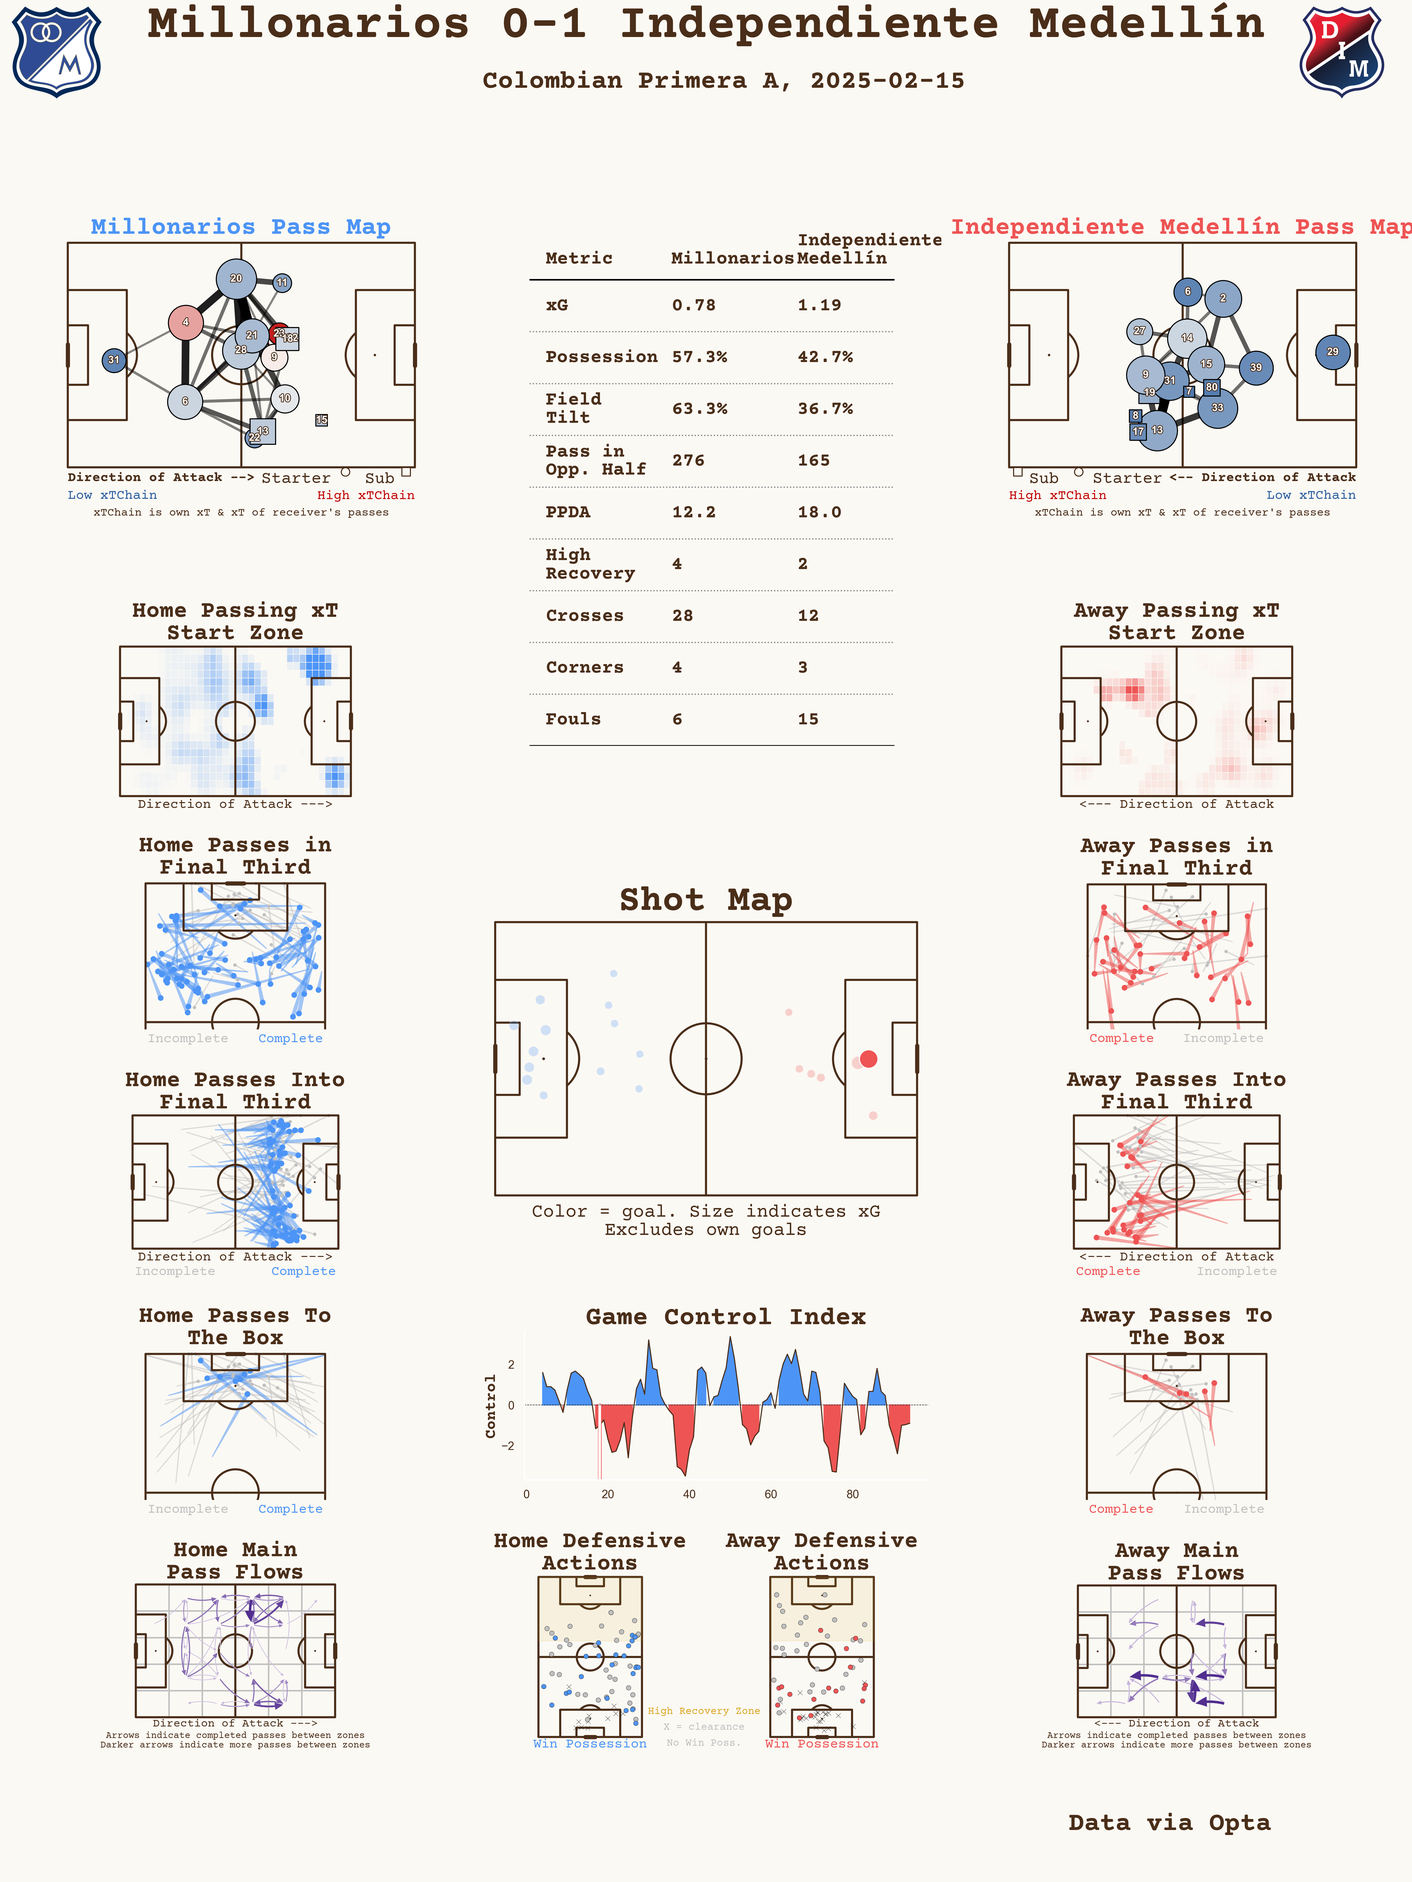 Millonarios 0-1 Independiente Medellín
Colombian Primera A, 2025-02-15
M
D
I
M
Millonarios Pass Map
20
11
4
21
28
9
31
6
10
13
22
15
Direction of Attack --> Starter Sub
Low xTChain High xTChain
xTChain is own xT & xT of receiver's passes
Metric Millonarios Independiente Medellín
xG 0.78 1.19
Possession 57.3% 42.7%
Field Tilt 63.3% 36.7%
Pass in Opp. Half 276 165
PPDA 12.2 18.0
High Recovery 4 2
Crosses 28 12
Corners 4 3
Fouls 6 15
Independiente Medellín Pass Map
6
2
27
14
15
29
39
9
31
80
7
19
33
8
17
13
Sub Starter <-- Direction of Attack
High xTChain Low xTChain
xTChain is own xT & xT of receiver's passes
Home Passing xT
Start Zone
Direction of Attack --->
Away Passing xT
Start Zone
<--- Direction of Attack
Home Passes in
Final Third
Incomplete Complete
Away Passes in
Final Third
Complete Incomplete
Shot Map
Color = goal. Size indicates xG
Excludes own goals
Home Passes Into
Final Third
Direction of Attack --->
Incomplete Complete
Away Passes Into
Final Third
<--- Direction of Attack
Complete Incomplete
Home Passes To
The Box
Incomplete Complete
Game Control Index
Control
2
0
−2
0 20 40 60 80
Away Passes To
The Box
Complete Incomplete
Home Main
Pass Flows
Direction of Attack --->
Arrows indicate completed passes between zones
Darker arrows indicate more passes between zones
Home Defensive
Actions
Win Possession
High Recovery Zone
X = clearance
No Win Poss.
Away Defensive
Actions
Win Possession
Away Main
Pass Flows
<--- Direction of Attack
Arrows indicate completed passes between zones
Darker arrows indicate more passes between zones
Data via Opta